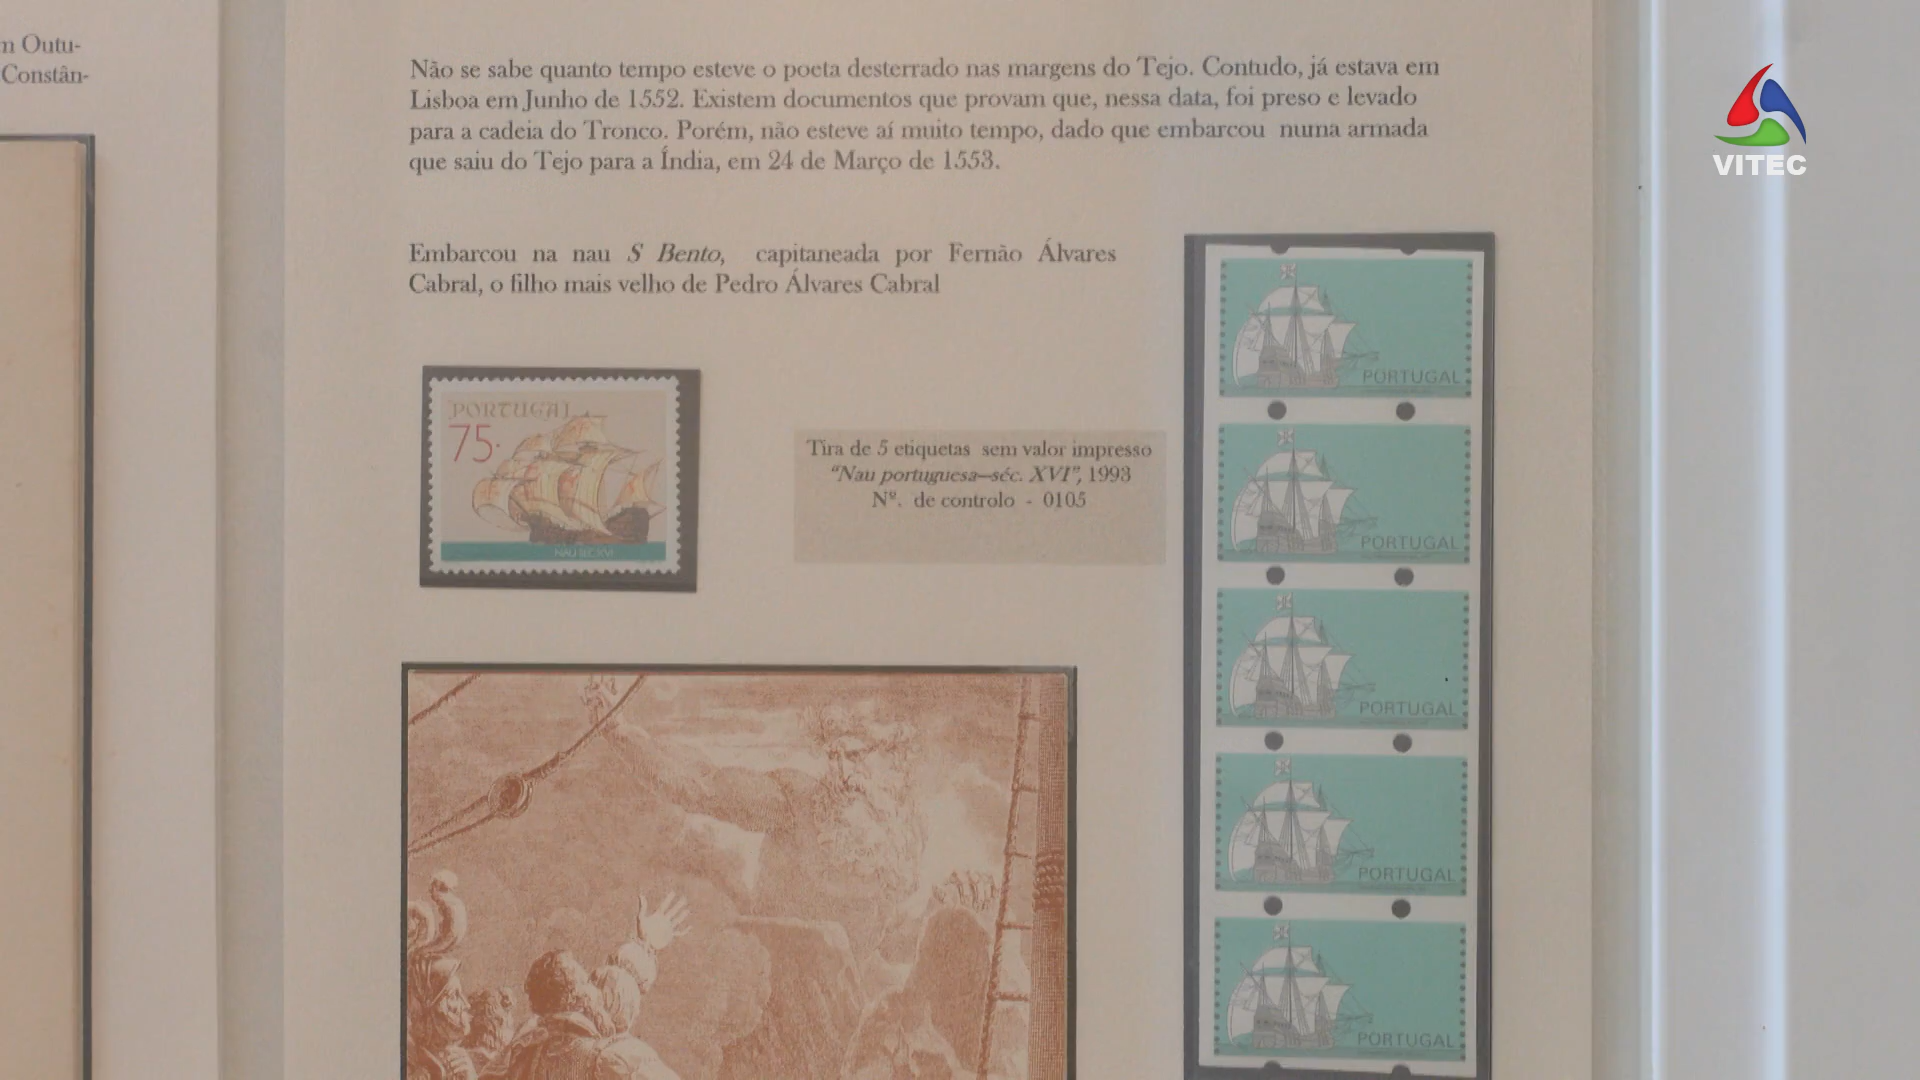 n Outu-
Constân-
Não se sabe quanto tempo esteve o poeta desterrado nas margens do Tejo. Contudo, já estava em
Lisboa em Junho de 1552. Existem documentos que provam que, nessa data, foi preso e levado
para a cadeia do Tronco. Porém, não esteve aí muito tempo, dado que embarcou numa armada
que saiu do Tejo para a Índia, em 24 de Março de 1553.
Embarcou na nau S Bento, capitaneada por Fernão Álvares
Cabral, o filho mais velho de Pedro Álvares Cabral
PORTUGAL
75.
NAU SÉC. XVI
Tira de 5 etiquetas sem valor impresso
“Nau portuguesa—séc. XVI”, 1993
Nº. de controlo - 0105
PORTUGAL
PORTUGAL
PORTUGAL
PORTUGAL
PORTUGAL
VITEC